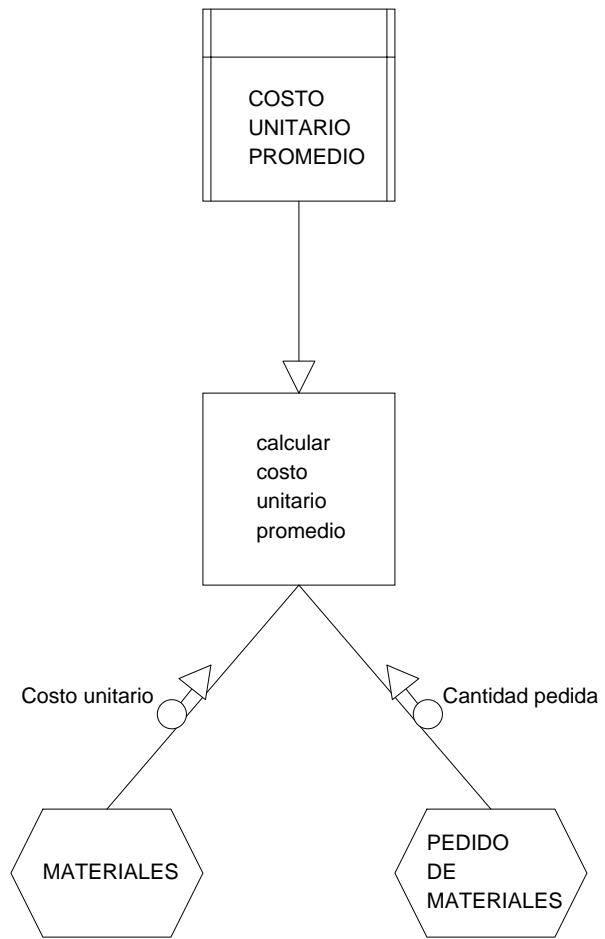 COSTO
UNITARIO
PROMEDIO
calcular
costo
unitario
promedio
Costo unitario
Cantidad pedida
MATERIALES
PEDIDO
DE
MATERIALES